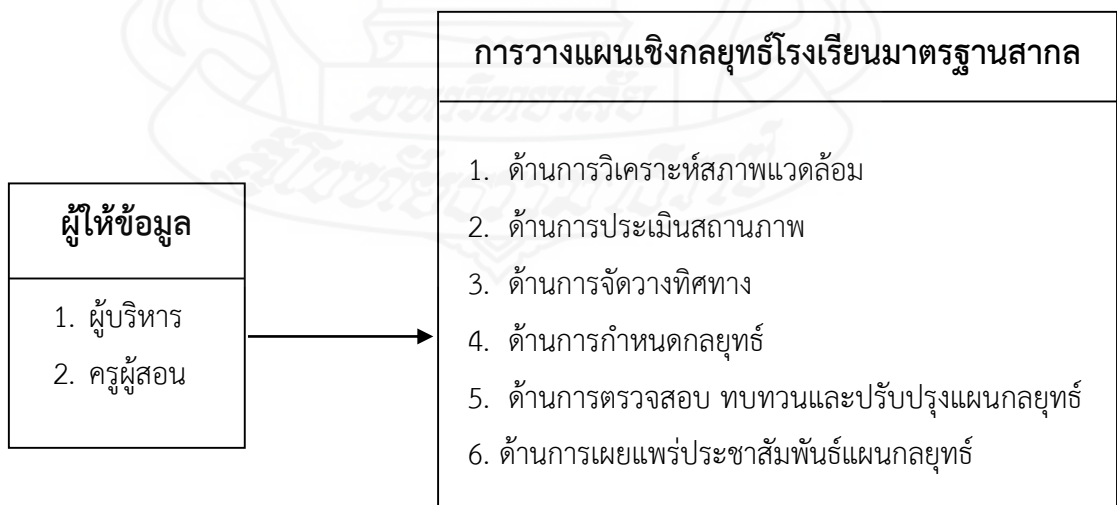 การวางแผนเชิงกลยุทธ์โรงเรียนมาตรฐานสากล
ผู้ให้ข้อมูล
1. ผู้บริหาร
2. ครูผู้สอน
1. ด้านการวิเคราะห์สภาพแวดล้อม
2. ด้านการประเมินสถานภาพ
3. ด้านการจัดวางทิศทาง
4. ด้านการกำหนดกลยุทธ์
5. ด้านการตรวจสอบ ทบทวนและปรับปรุงแผนกลยุทธ์
6. ด้านการเผยแพร่ประชาสัมพันธ์แผนกลยุทธ์